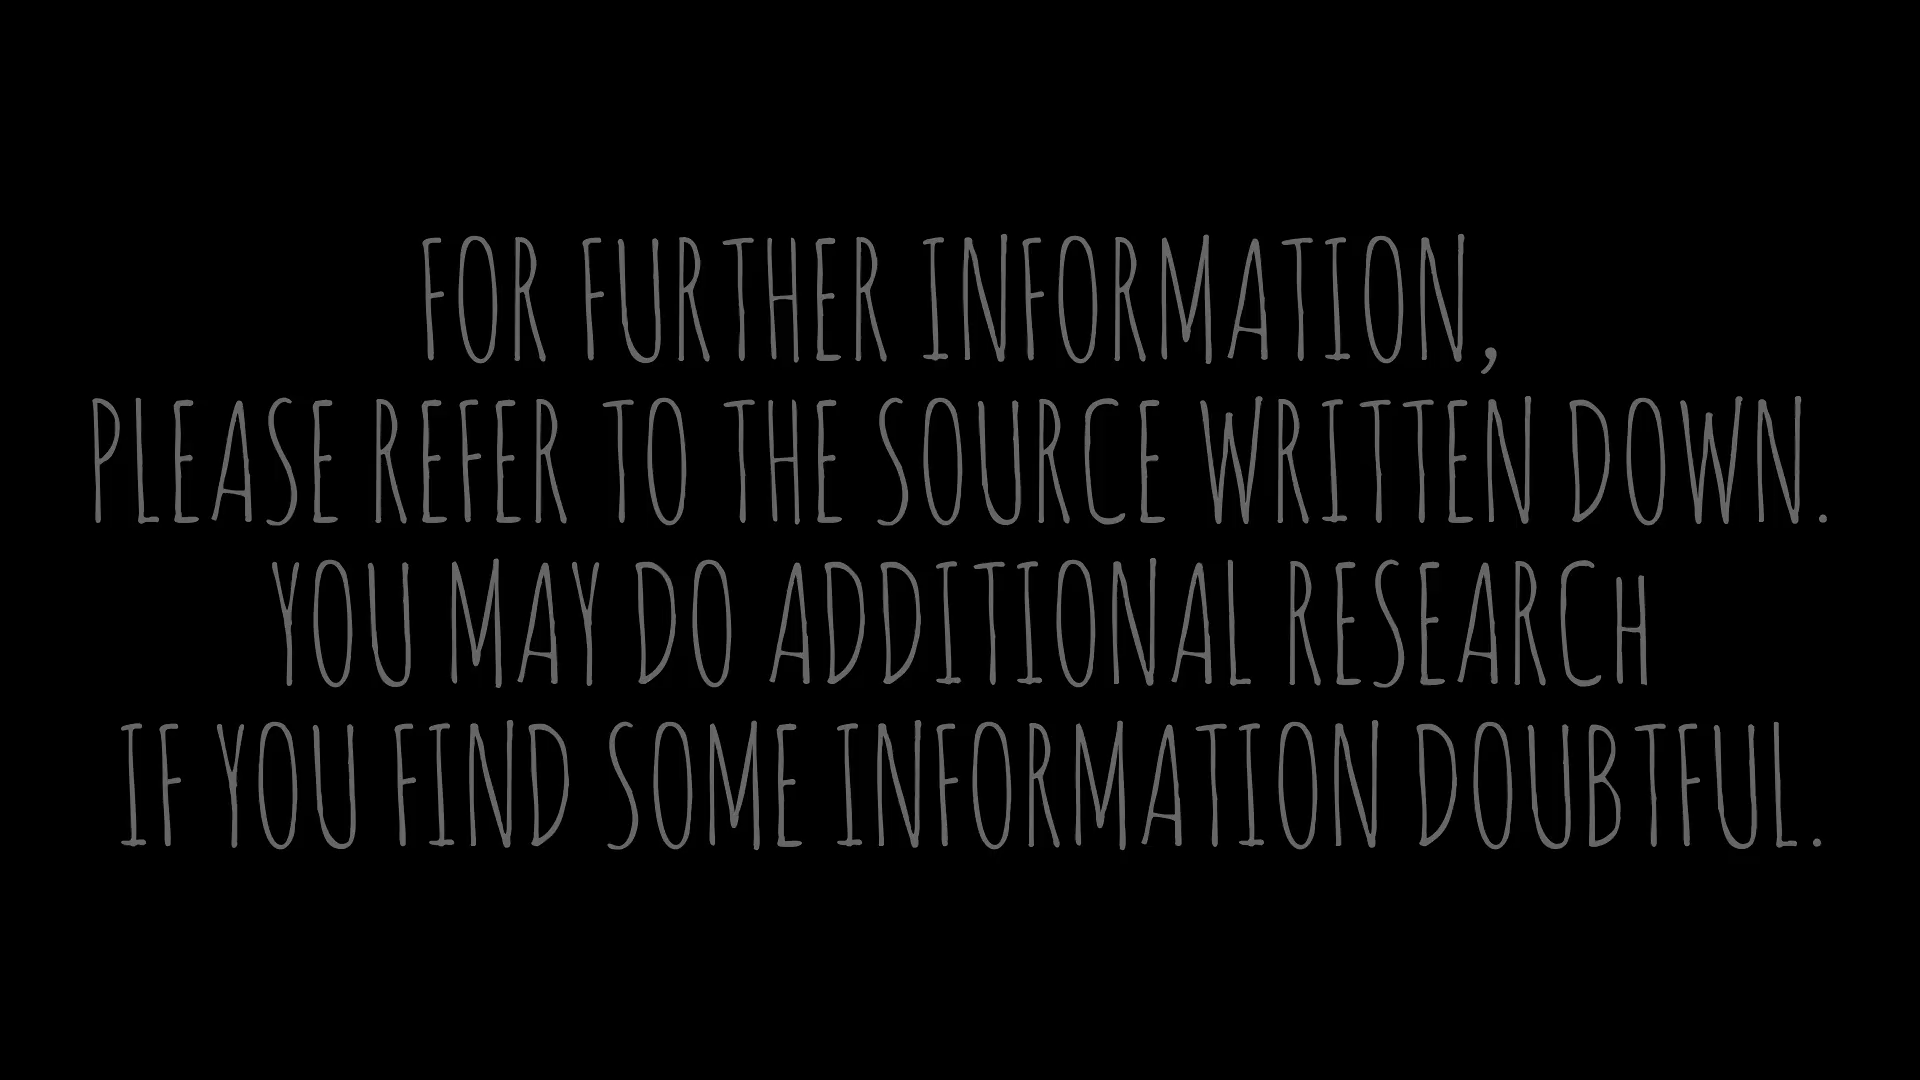 FOR FURTHER INFORMATION,
PLEASE REFER TO THE SOURCE WRITTEN DOWN.
YOU MAY DO ADDITIONAL RESEARCH
IF YOU FIND SOME INFORMATION DOUBTFUL.